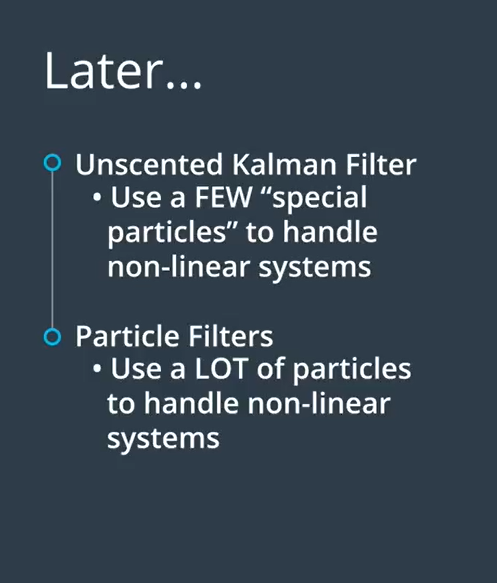 Later...
Unscented Kalman Filter
• Use a FEW “special
particles” to handle
non-linear systems
Particle Filters
• Use a LOT of particles
to handle non-linear
systems